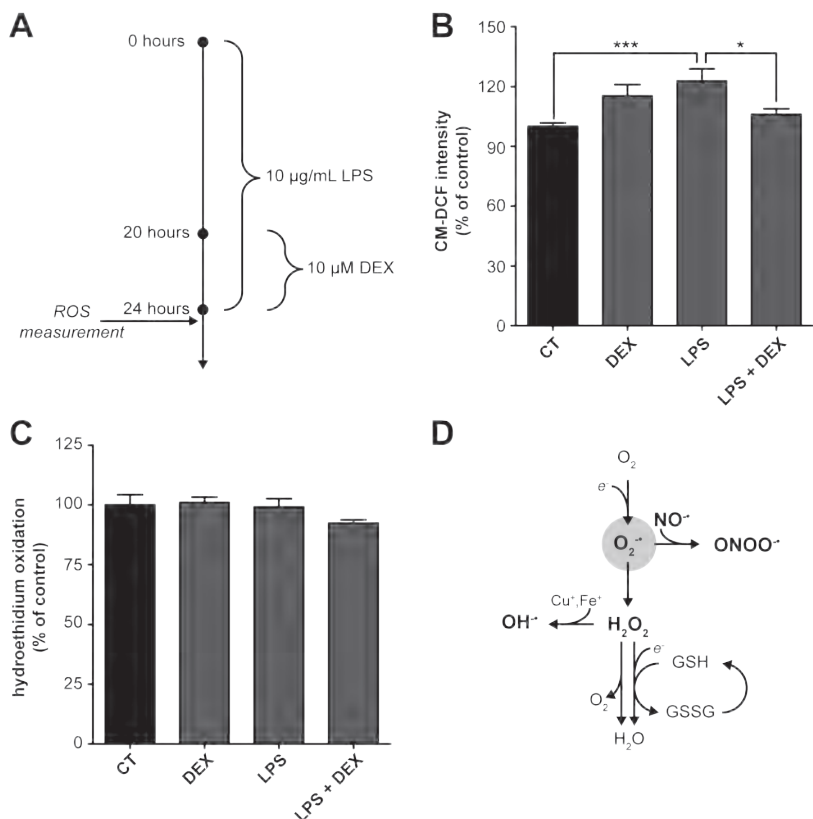 A
0 hours
10 µg/mL LPS
20 hours
10 µM DEX
24 hours
ROS
measurement
B
CM-DCF intensity
(% of control)
150
120
90
60
30
0
***
*
CT
DEX
LPS
LPS + DEX
C
hydroethidium oxidation
(% of control)
125
100
75
50
25
0
CT
DEX
LPS
LPS + DEX
D
O₂
e⁻
NO⁻•
O₂⁻•
ONOO⁻•
Cu⁺,Fe⁺
OH⁻•
H₂O₂
e⁻
GSH
O₂
GSSG
H₂O